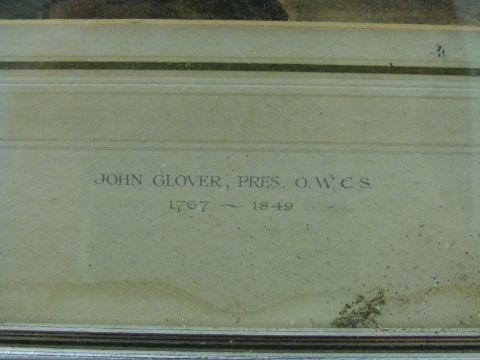 JOHN GLOVER, PRES. O.W.C.S.
1767 ~ 1849